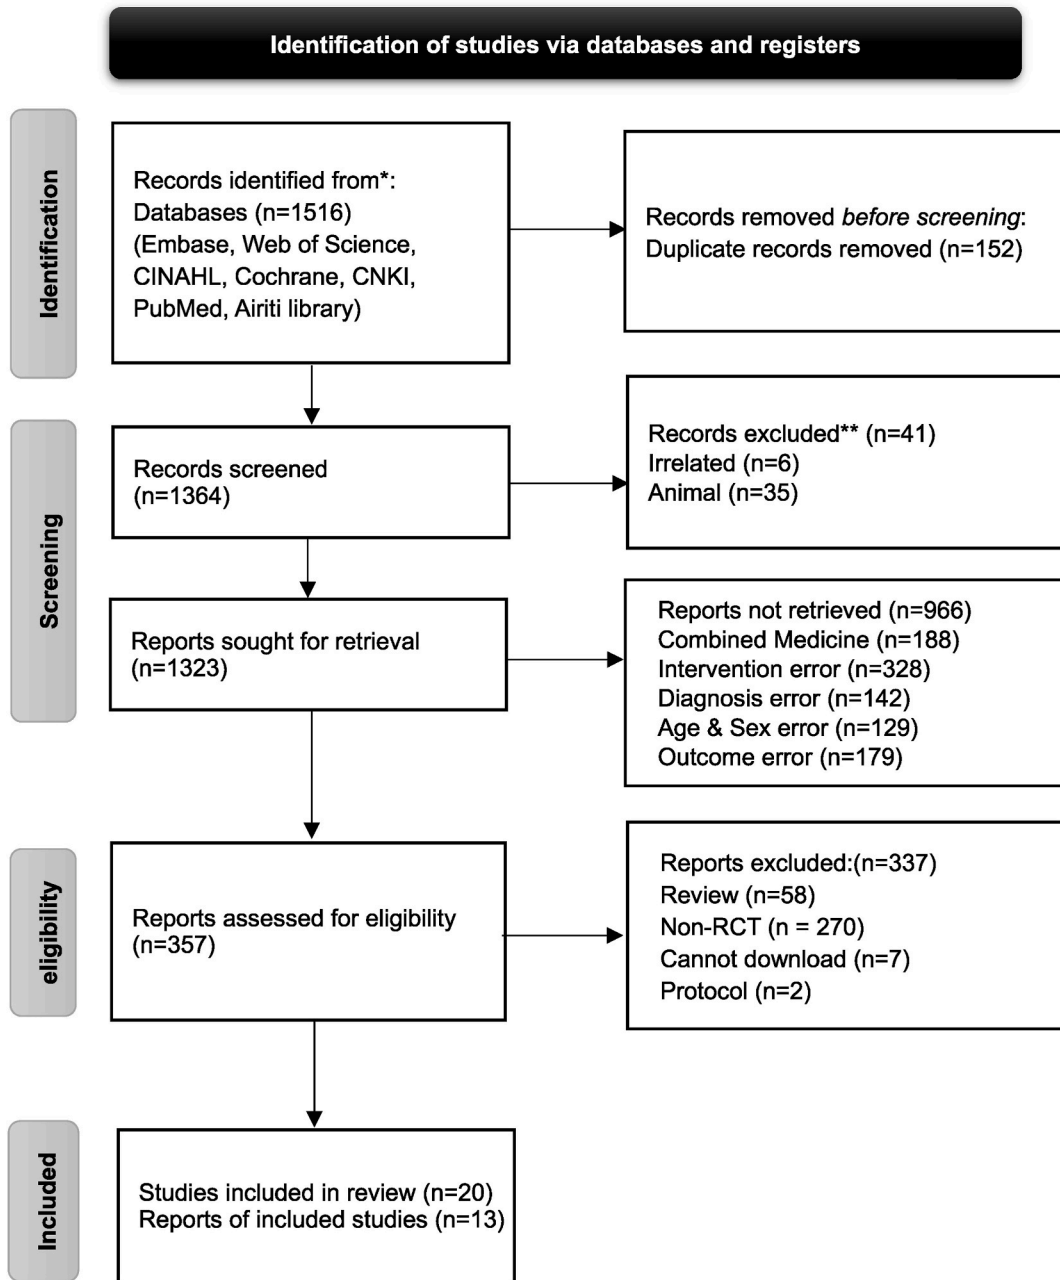 Identification of studies via databases and registers
Identification
Records identified from*:
Databases (n=1516)
(Embase, Web of Science,
CINAHL, Cochrane, CNKI,
PubMed, Airiti library)
Records removed before screening:
Duplicate records removed (n=152)
Screening
Records screened
(n=1364)
Records excluded** (n=41)
Irrelated (n=6)
Animal (n=35)
Reports sought for retrieval
(n=1323)
Reports not retrieved (n=966)
Combined Medicine (n=188)
Intervention error (n=328)
Diagnosis error (n=142)
Age & Sex error (n=129)
Outcome error (n=179)
eligibility
Reports assessed for eligibility
(n=357)
Reports excluded:(n=337)
Review (n=58)
Non-RCT (n = 270)
Cannot download (n=7)
Protocol (n=2)
Included
Studies included in review (n=20)
Reports of included studies (n=13)